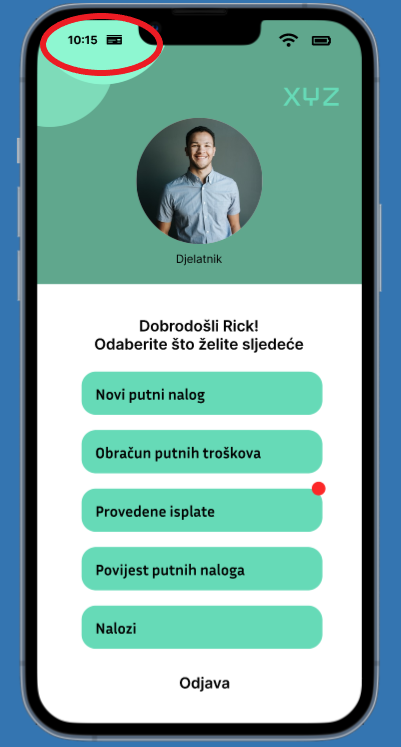 10:15
XYZ
Djelatnik
Dobrodošli Rick!
Odaberite što želite sljedeće
Novi putni nalog
Obračun putnih troškova
Provedene isplate
Povijest putnih naloga
Nalozi
Odjava